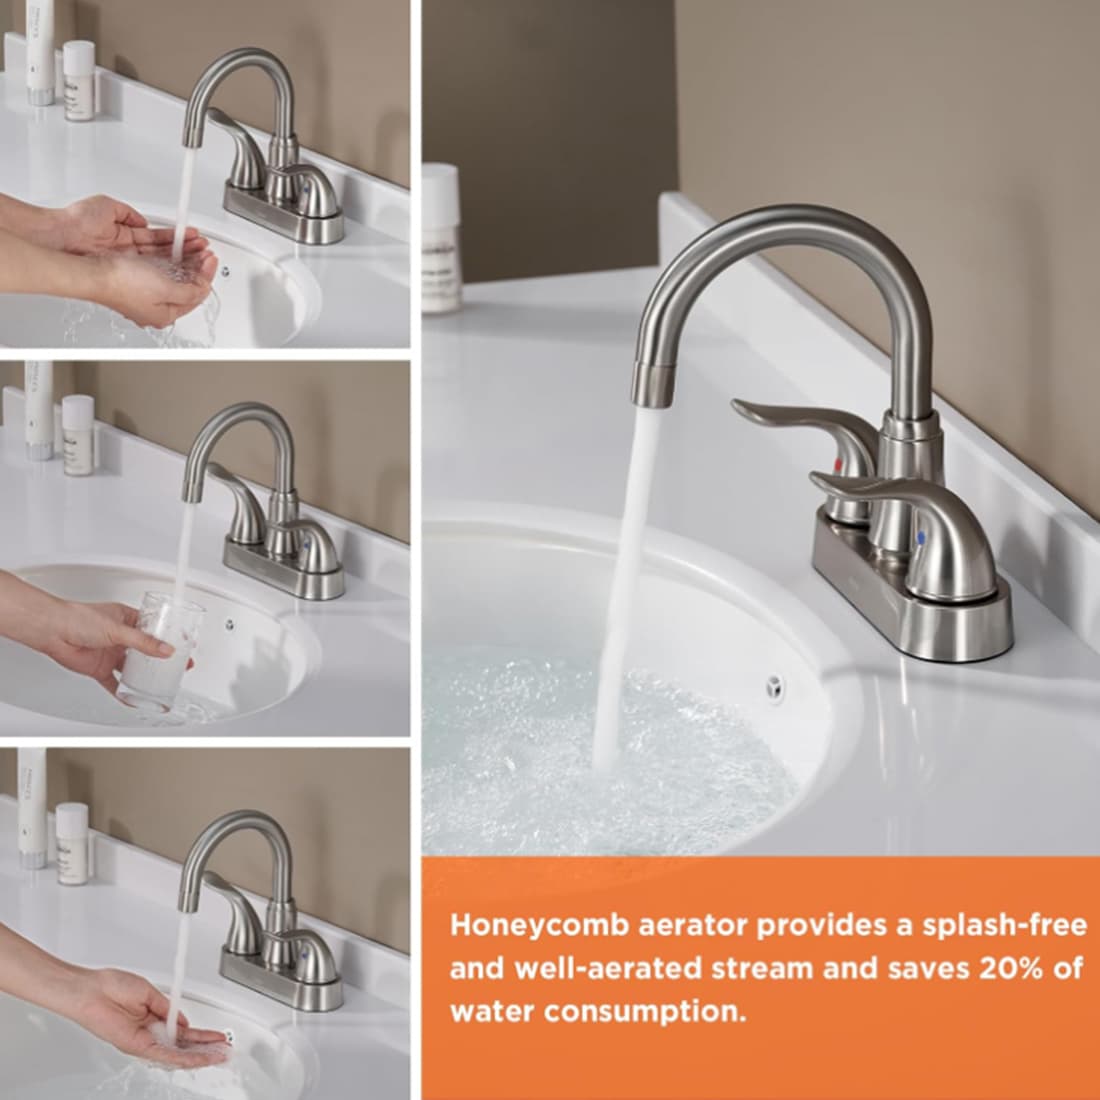 Honeycomb aerator provides a splash-free
and well-aerated stream and saves 20% of
water consumption.